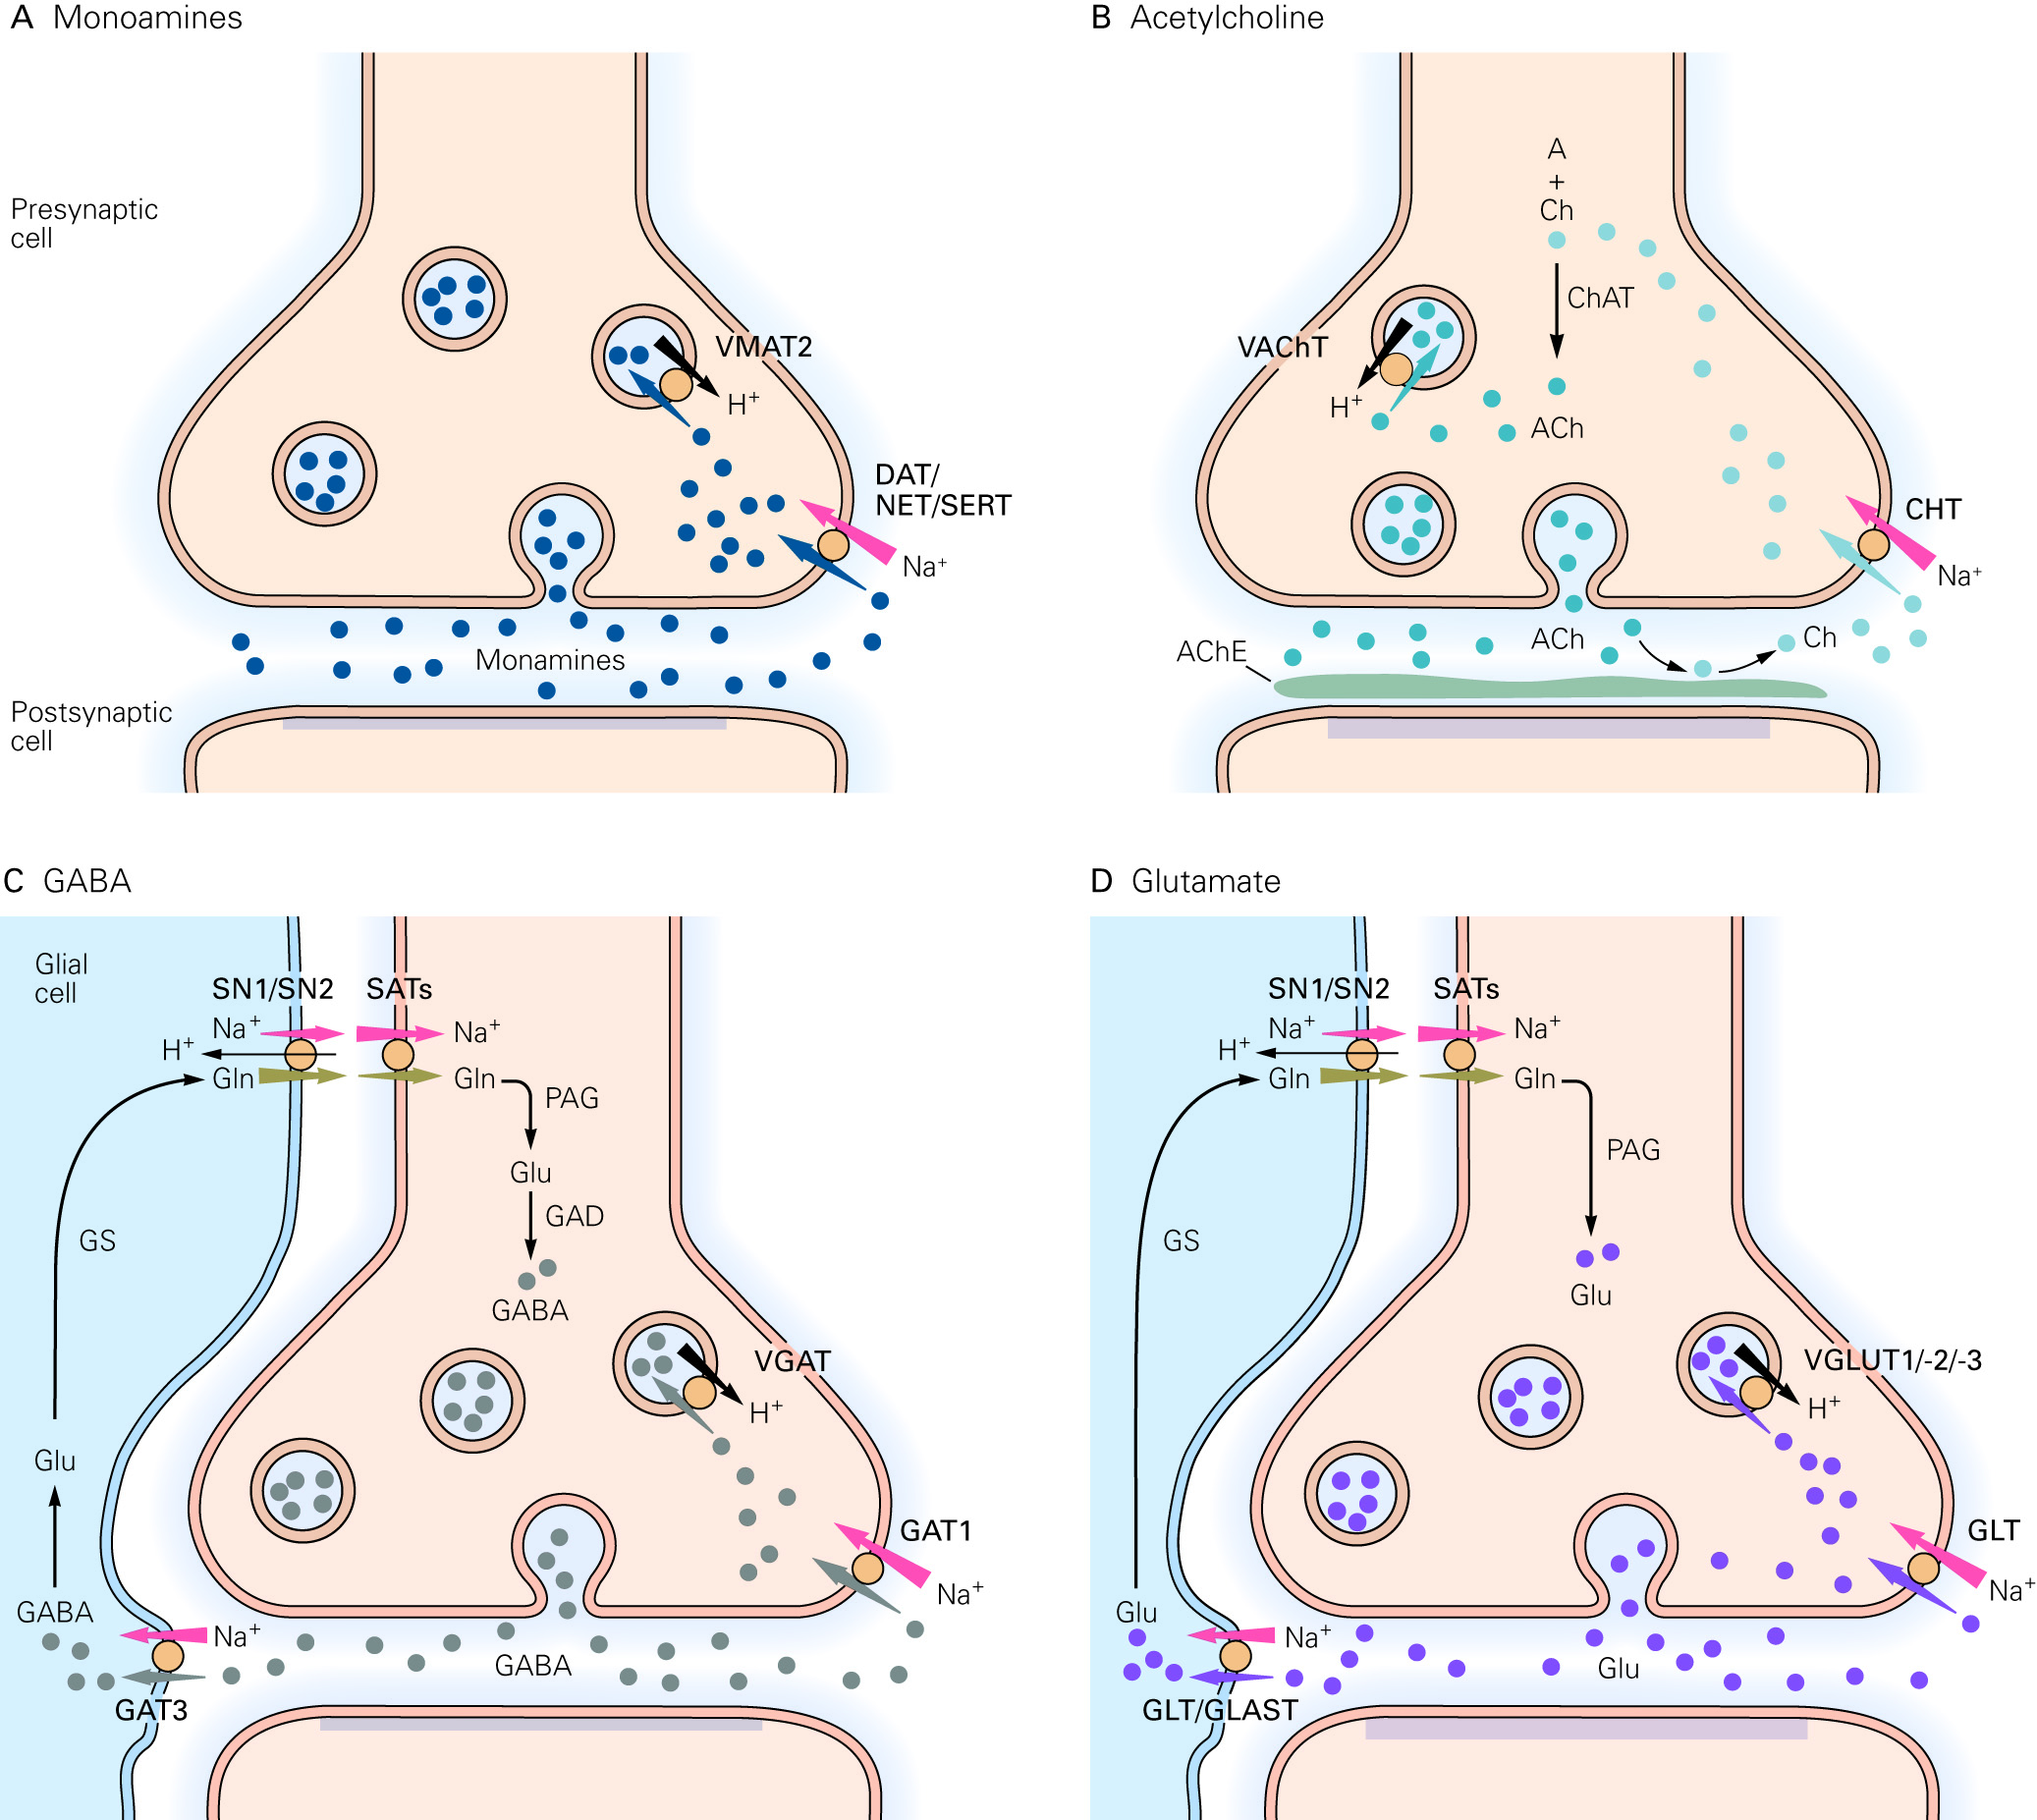 A Monoamines
Presynaptic
cell
VMAT2
H+
DAT/
NET/SERT
Na+
Monamines
Postsynaptic
cell
B Acetylcholine
A
+
Ch
ChAT
VAChT
H+
ACh
CHT
Na+
AChE
ACh
Ch
C GABA
Glial
cell
SN1/SN2 SATs
Na+ Na+
H+
Gln Gln
PAG
Glu
GS
GAD
GABA
VGAT
H+
Glu
GAT1
Na+
GABA
Na+
GABA
GAT3
D Glutamate
SN1/SN2 SATs
Na+ Na+
H+
Gln Gln
PAG
GS
Glu
VGLUT1/-2/-3
H+
GLT
Na+
Glu
Na+
Glu
GLT/GLAST